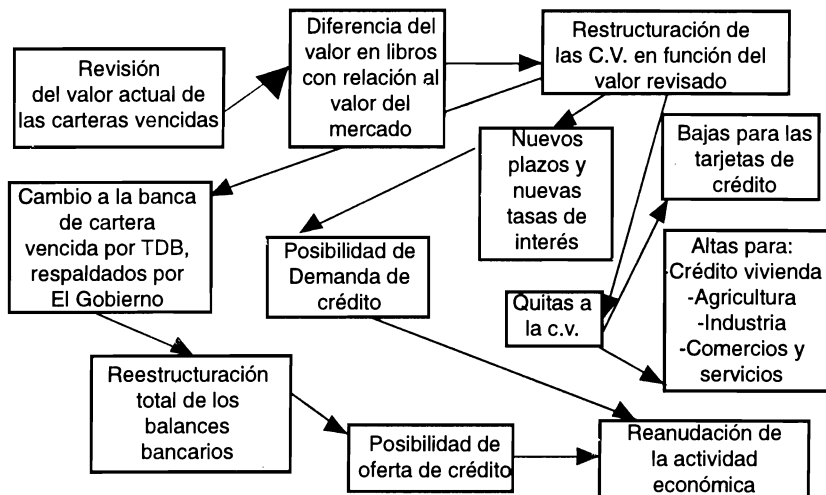 Revisión
del valor actual de
las carteras vencidas
Diferencia del
valor en libros
con relación al
valor del
mercado
Restructuración de
las C.V. en función del
valor revisado
Nuevos
plazos y
nuevas
tasas de
interés
Bajas para las
tarjetas de
crédito
Cambio a la banca
de cartera
vencida por TDB,
respaldados por
El Gobierno
Posibilidad de
Demanda de
crédito
Quitas a
la c.v.
Altas para:
-Crédito vivienda
-Agricultura
-Industria
-Comercios y
servicios
Reestructuración
total de los
balances
bancarios
Posibilidad de
oferta de crédito
Reanudación de
la actividad
económica